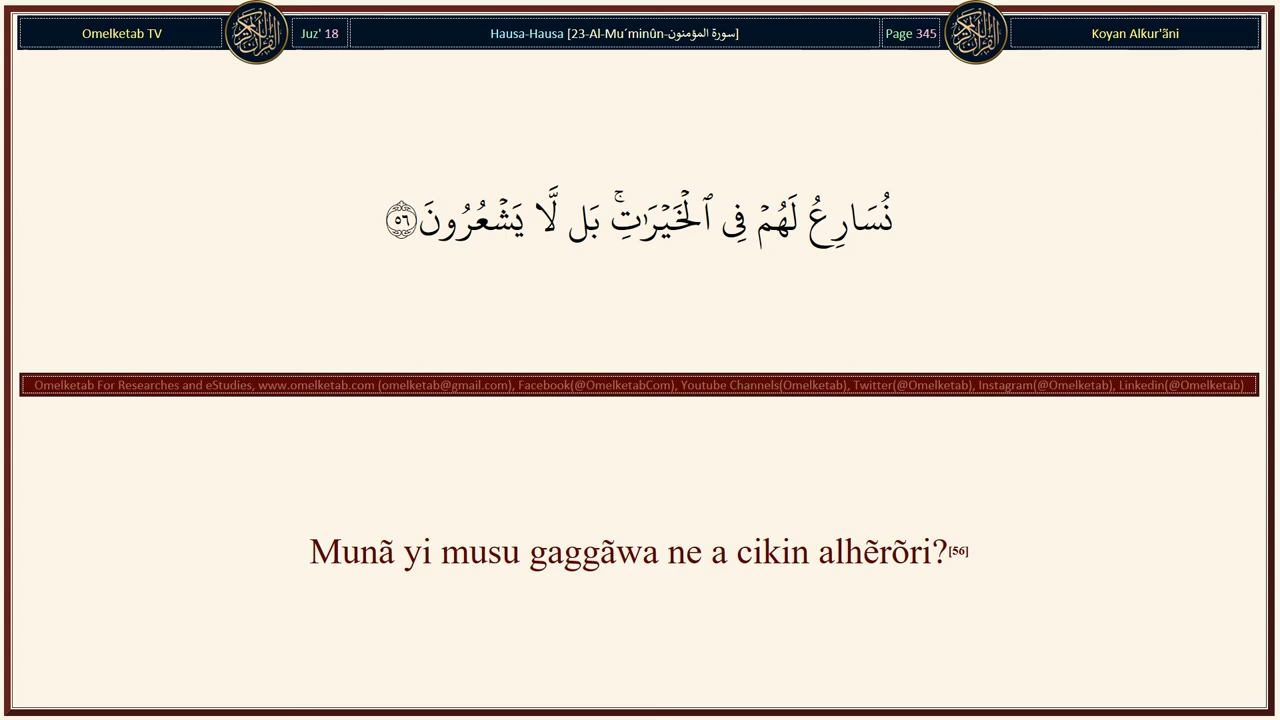 Omelketab TV
Juz' 18
Hausa-Hausa [23-Al-Mu´minûn-سورة المؤمنون]
Page 345
Koyan Alƙur'ãni
نُسَارِعُ لَهُمۡ فِي ٱلۡخَيۡرَٰتِۚ بَل لَّا يَشۡعُرُونَ ٥٦
Omelketab For Researches and eStudies, www.omelketab.com (omelketab@gmail.com), Facebook(@OmelketabCom), Youtube Channels(Omelketab), Twitter(@Omelketab), Instagram(@Omelketab), Linkedin(@Omelketab)
Munã yi musu gaggãwa ne a cikin alhẽrõri?[56]